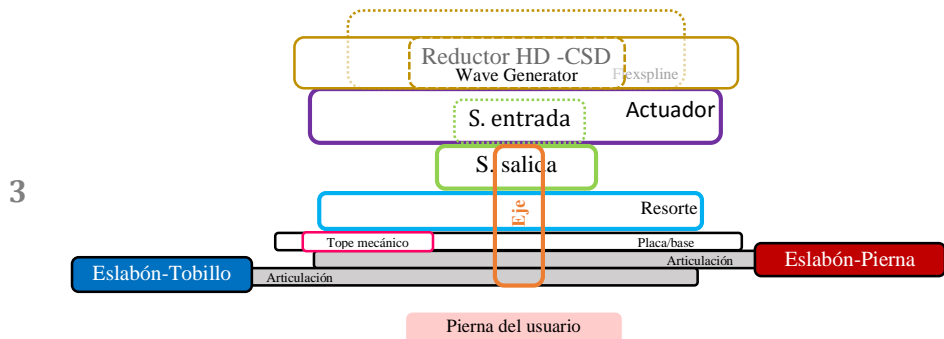 Reductor HD -CSD
Wave Generator
Flexspline
Actuador
S. entrada
S. salida
3
Eje
Resorte
Tope mecánico
Placa/base
Articulación
Eslabón-Tobillo
Eslabón-Pierna
Articulación
Pierna del usuario